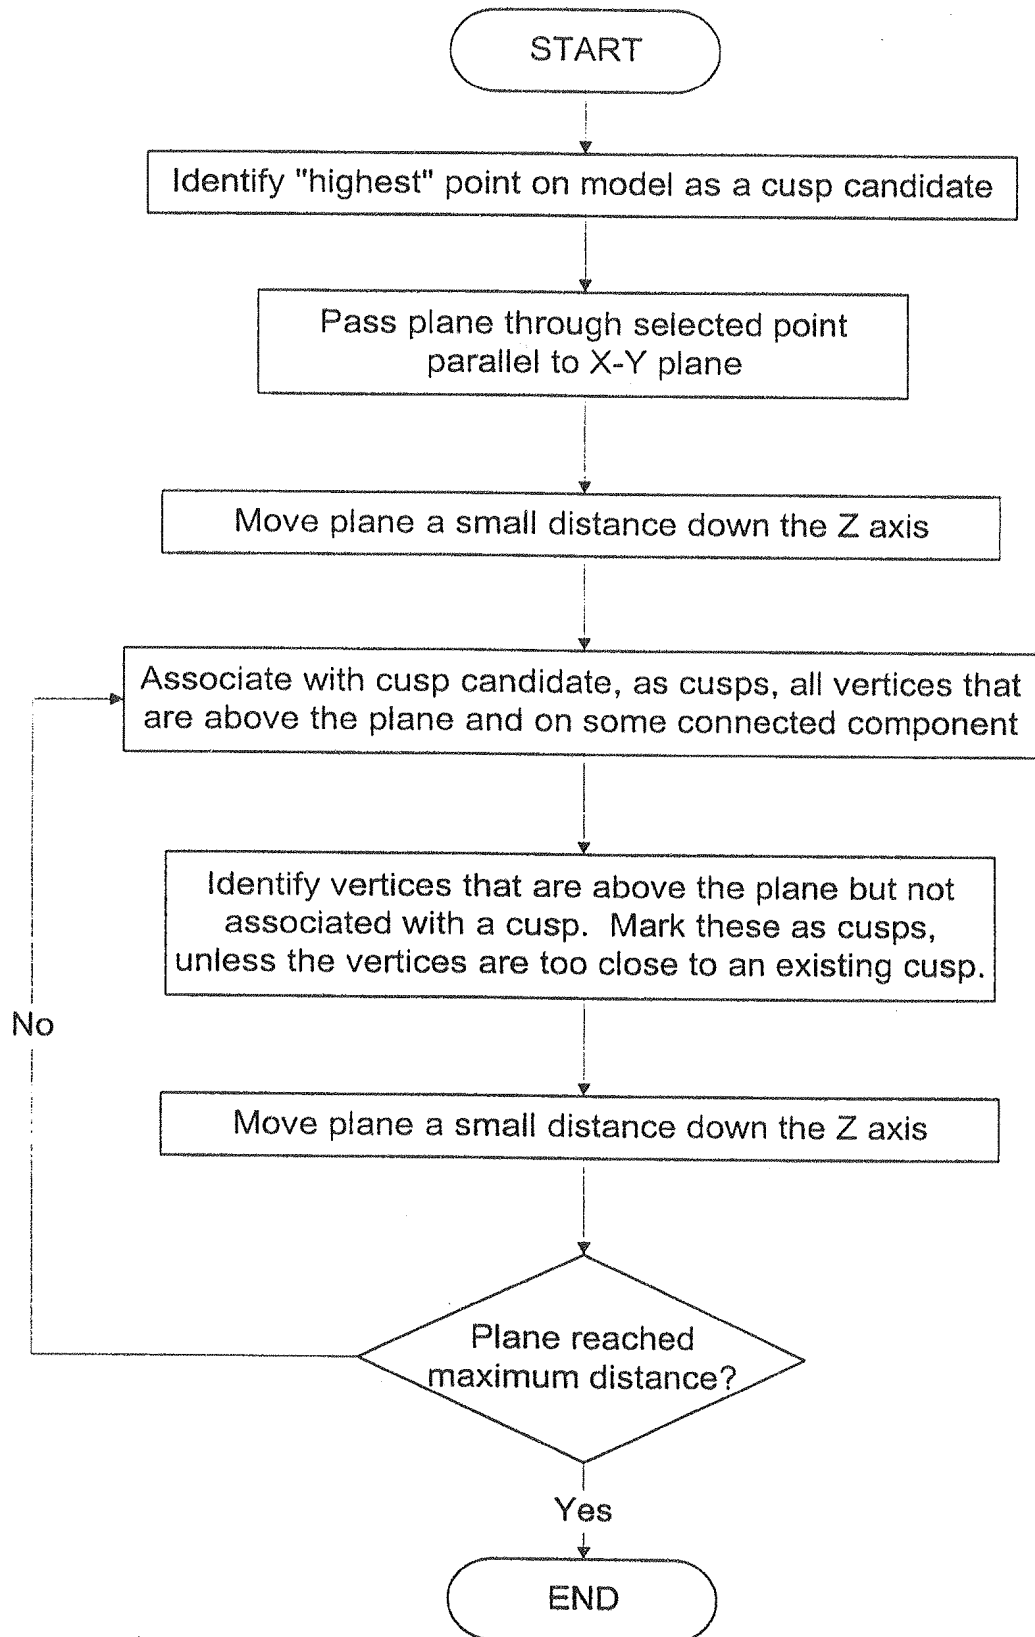 START
Identify "highest" point on model as a cusp candidate
Pass plane through selected point
parallel to X-Y plane
Move plane a small distance down the Z axis
Associate with cusp candidate, as cusps, all vertices that
are above the plane and on some connected component
Identify vertices that are above the plane but not
associated with a cusp. Mark these as cusps,
unless the vertices are too close to an existing cusp.
No
Move plane a small distance down the Z axis
Plane reached
maximum distance?
Yes
END